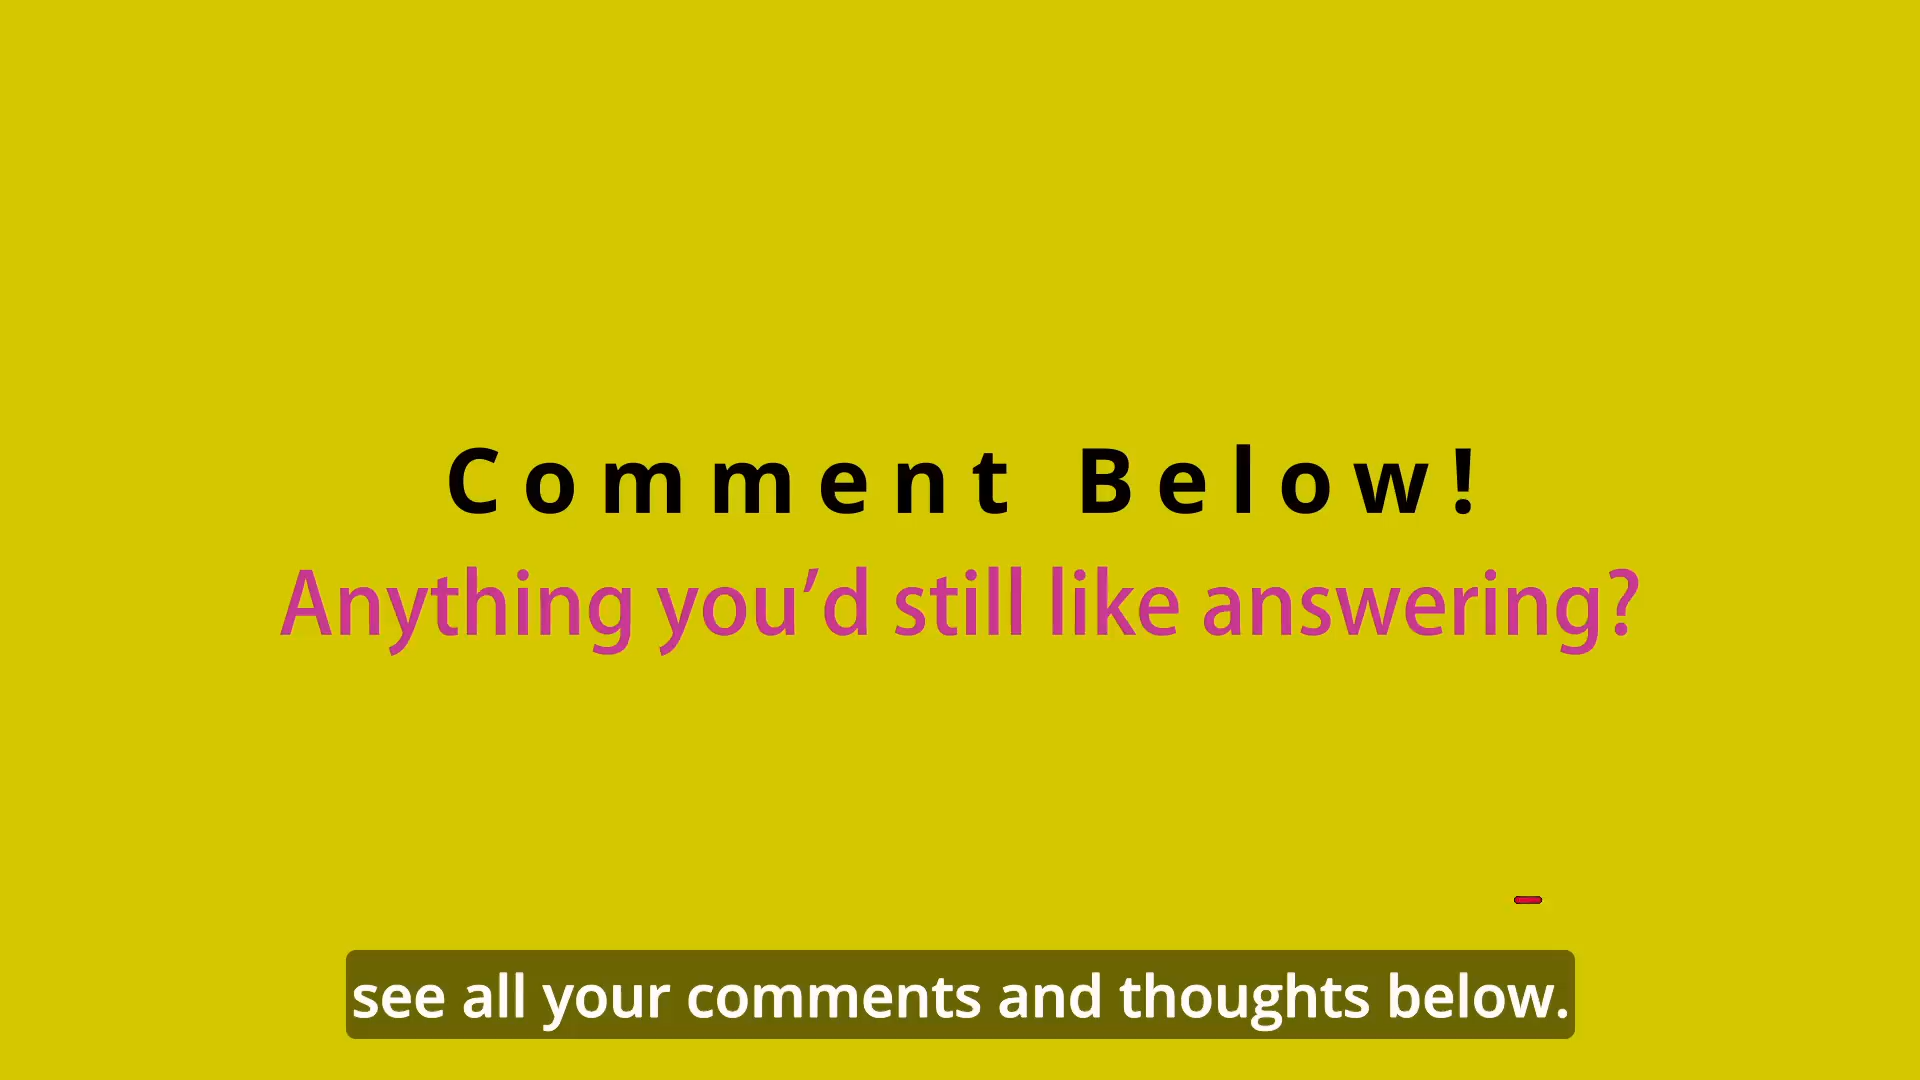 Comment Below!
Anything you’d still like answering?
see all your comments and thoughts below.